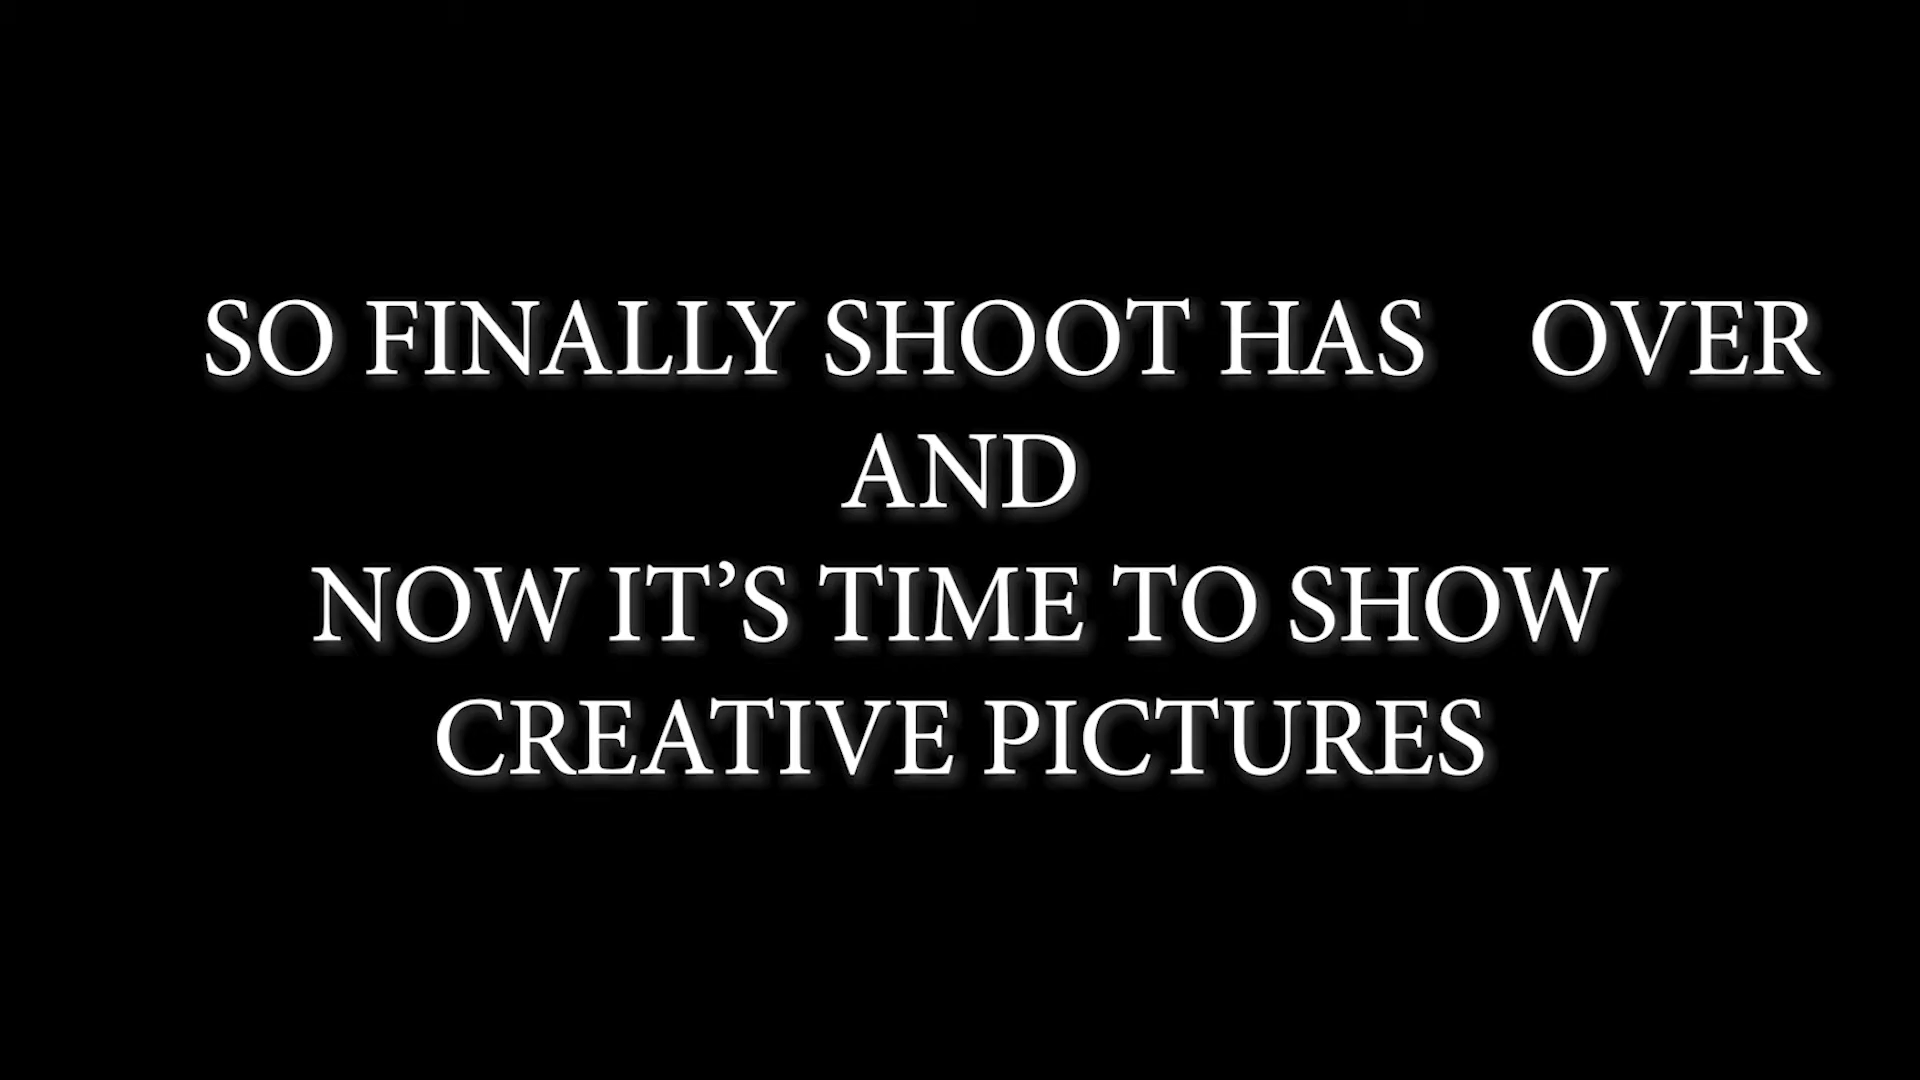 SO FINALLY SHOOT HAS OVER
AND
NOW IT’S TIME TO SHOW
CREATIVE PICTURES